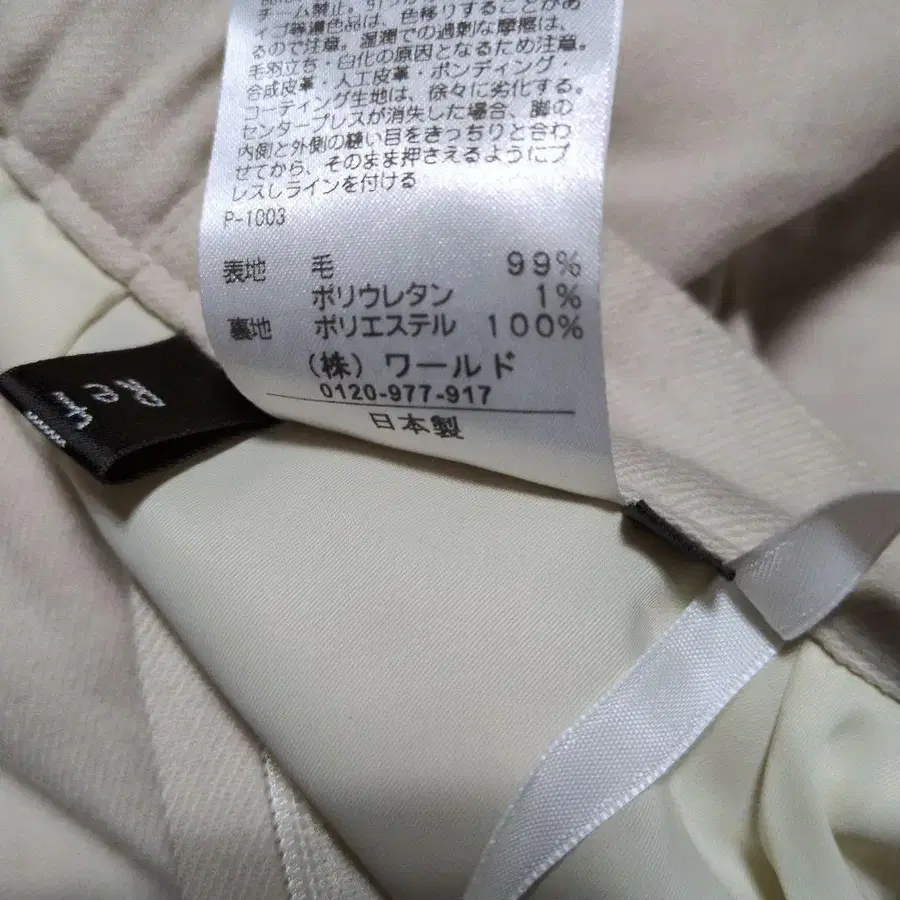 チーム禁止。
イプ等濃色品は、色移りすることがあ
るので注意。湿潤での過剰な摩擦は、
毛羽立ち・白化の原因となるため注意。
合成皮革・人工皮革・ボンディング・
コーティング生地は、徐々に劣化する。
センタープレスが消失した場合、脚の
内側と外側の縫い目をきっちりと合わ
せてから、そのまま押さえるようにプ
レスしラインを付ける
P-1003
表地 毛 99%
ポリウレタン 1%
裏地 ポリエステル 100%
(株) ワールド
0120-977-917
日本製